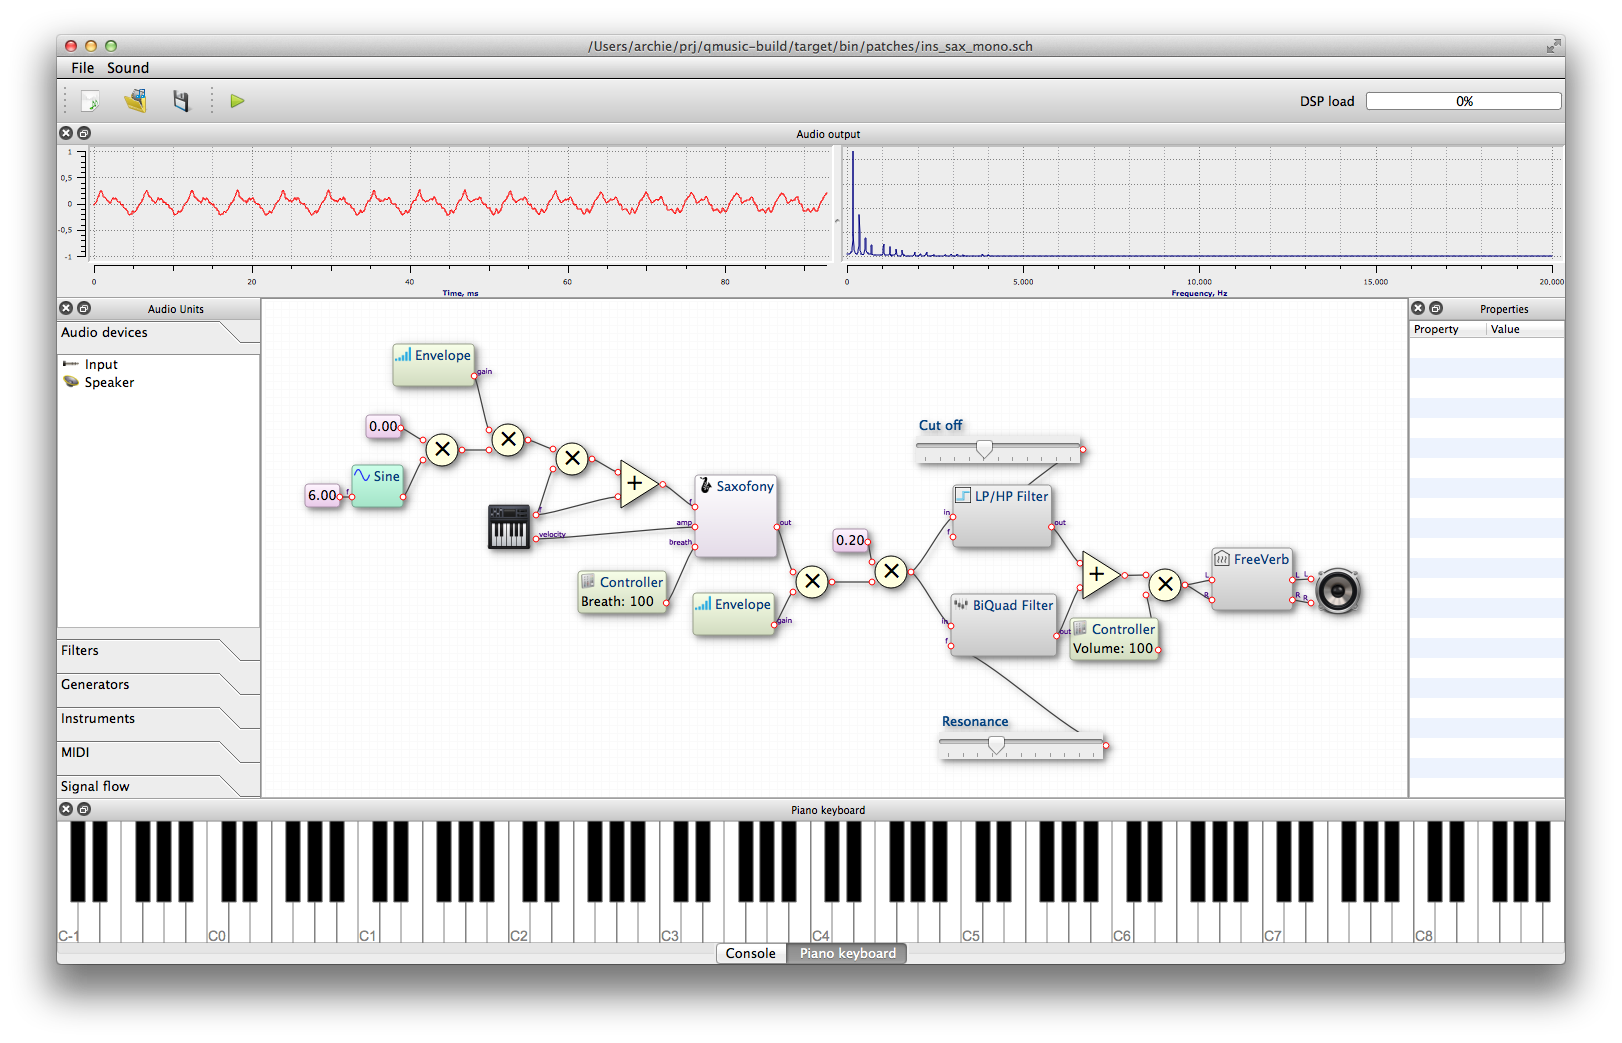 /Users/archie/prj/qmusic-build/target/bin/patches/ins_sax_mono.sch
File Sound
DSP load 0%
Audio output
1
0,5
0
-0,5
-1
0 20 40 60 80
Time, ms
0 5,000 10,000 15,000 20,000
Frequency, Hz
Audio Units
Audio devices
Input
Speaker
Filters
Generators
Instruments
MIDI
Signal flow
Envelope
gain
0.00
Sine
6.00
f
f
velocity
Saxofony
f
amp
breath
out
Controller
Breath: 100
Envelope
gain
0.20
Cut off
LP/HP Filter
in
f
out
BiQuad Filter
in
f
out
Controller
Volume: 100
Resonance
FreeVerb
L
R
L L
R R
Properties
Property Value
Piano keyboard
C-1 C0 C1 C2 C3 C4 C5 C6 C7 C8
Console Piano keyboard